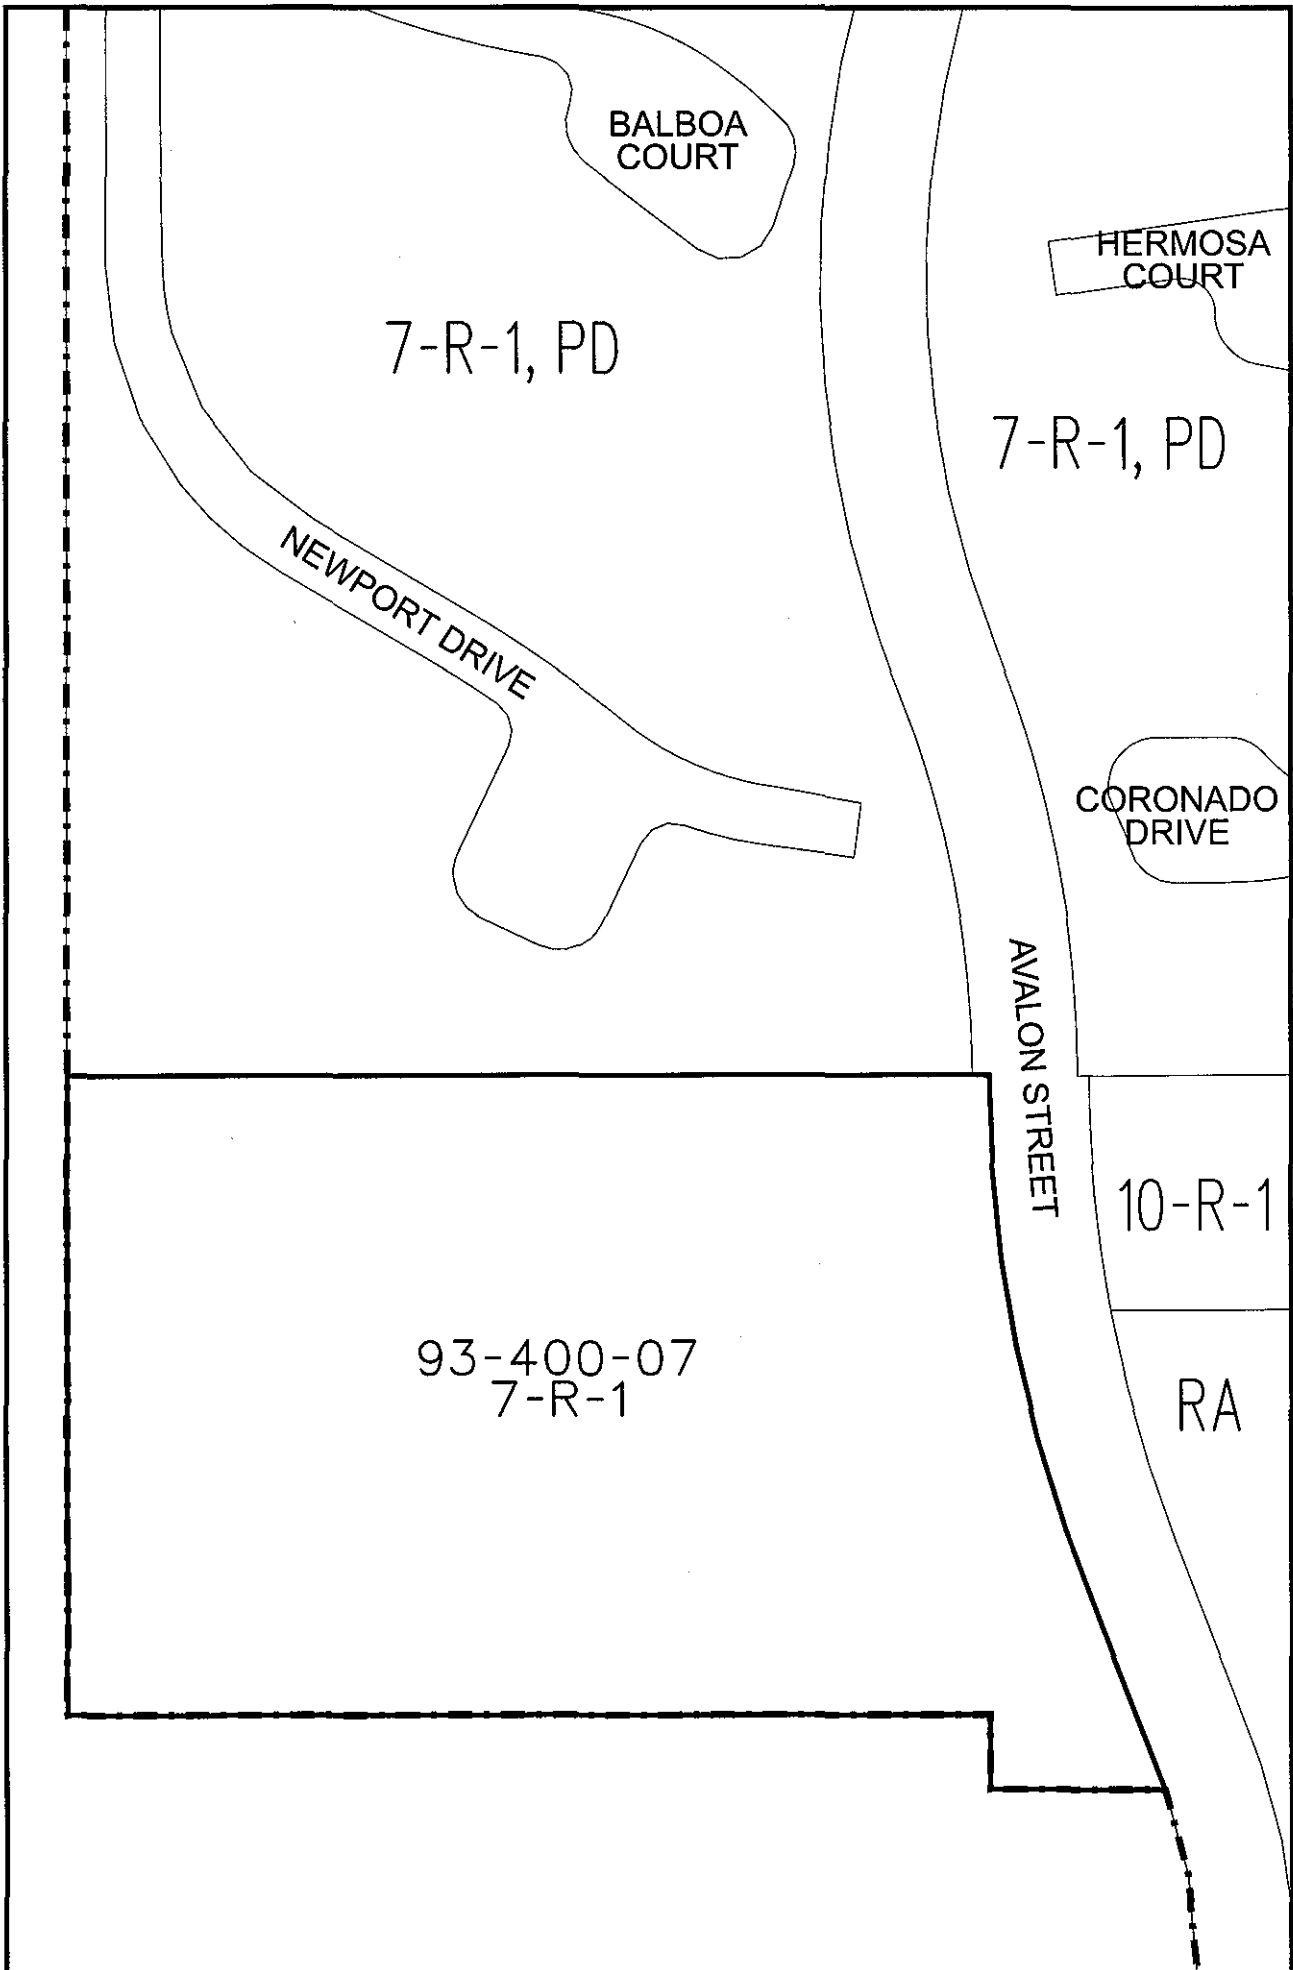 BALBOA
COURT
HERMOSA
COURT
7-R-1, PD
7-R-1, PD
NEWPORT DRIVE
CORONADO
DRIVE
AVALON STREET
10-R-1
93-400-07
7-R-1
RA